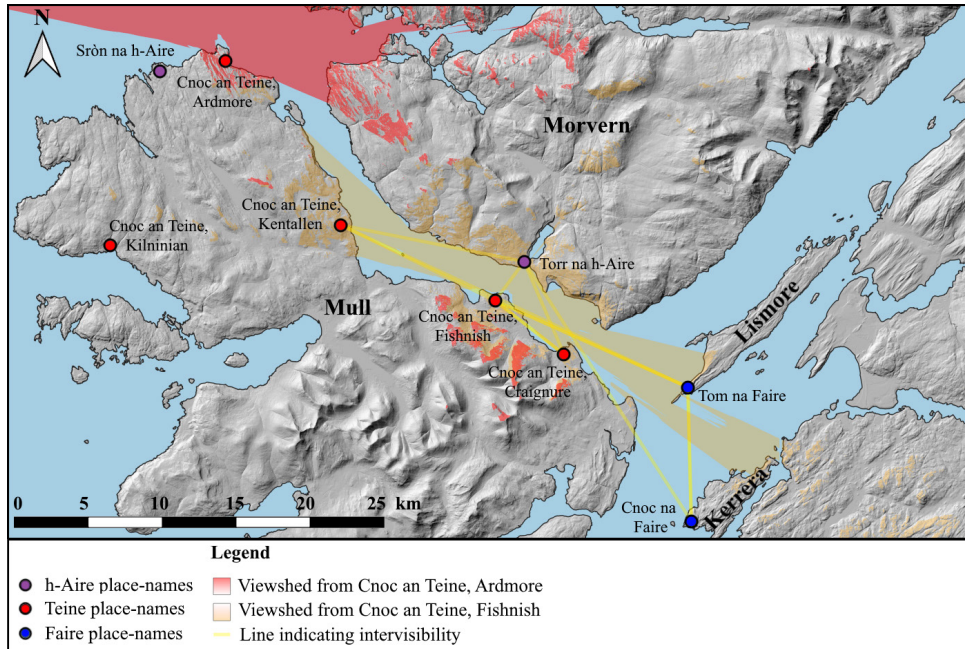 N
Sròn na h-Aire
Cnoc an Teine,
Ardmore
Morvern
Cnoc an Teine,
Kentallen
Cnoc an Teine,
Kilninian
Torr na h-Aire
Mull
Cnoc an Teine,
Fishnish
Lismore
Cnoc an Teine,
Craignure
Tom na Faire
Cnoc na
Faire
Kerrera
0 5 10 15 20 25 km
Legend
h-Aire place-names
Teine place-names
Faire place-names
Viewshed from Cnoc an Teine, Ardmore
Viewshed from Cnoc an Teine, Fishnish
Line indicating intervisibility